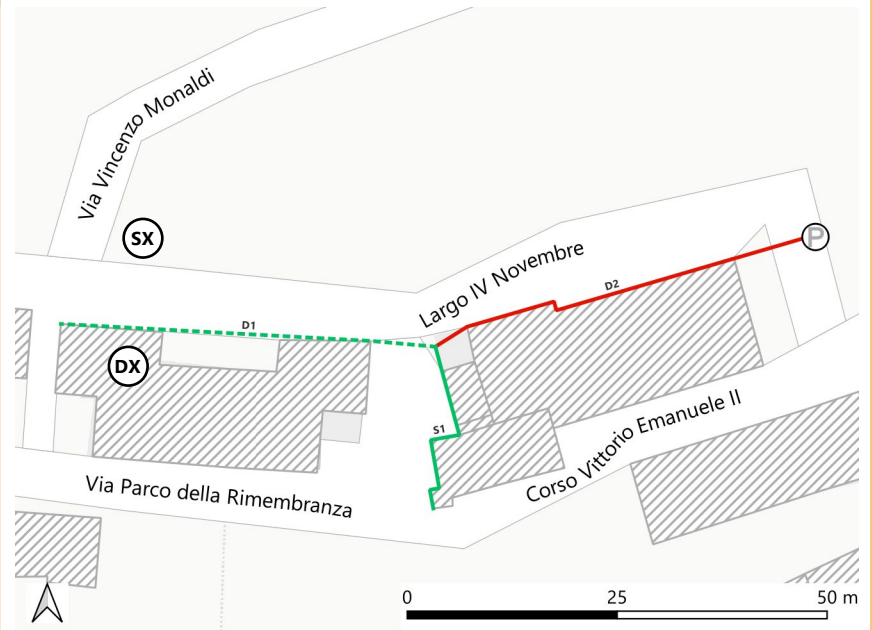 Via Vincenzo Monaldi
SX
Largo IV Novembre
P
D2
D1
DX
S1
Corso Vittorio Emanuele II
Via Parco della Rimembranza
0 25 50 m